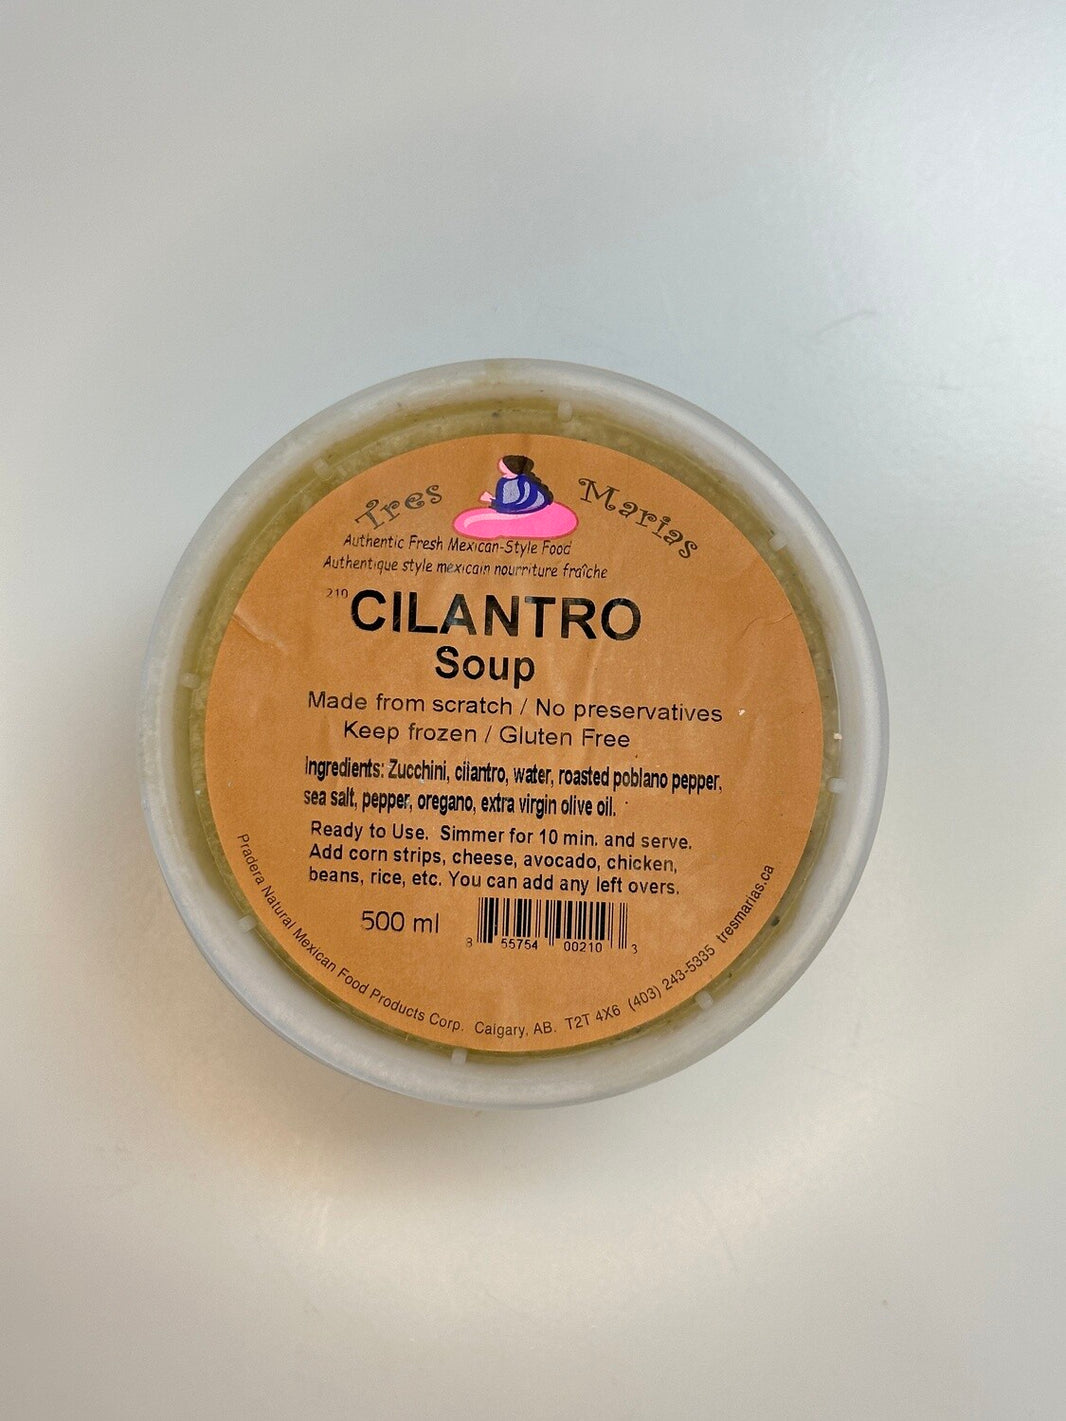 Tres Marias
Authentic Fresh Mexican-Style Food
Authentique style mexicain nourriture fraîche
210
CILANTRO
Soup
Made from scratch / No preservatives
Keep frozen / Gluten Free
Ingredients: Zucchini, cilantro, water, roasted poblano pepper,
sea salt, pepper, oregano, extra virgin olive oil.
Ready to Use. Simmer for 10 min. and serve.
Add corn strips, cheese, avocado, chicken,
beans, rice, etc. You can add any left overs.
500 ml
8 55754 00210 3
Pradera Natural Mexican Food Products Corp. Calgary, AB. T2T 4X6 (403) 243-5335 tresmarias.ca